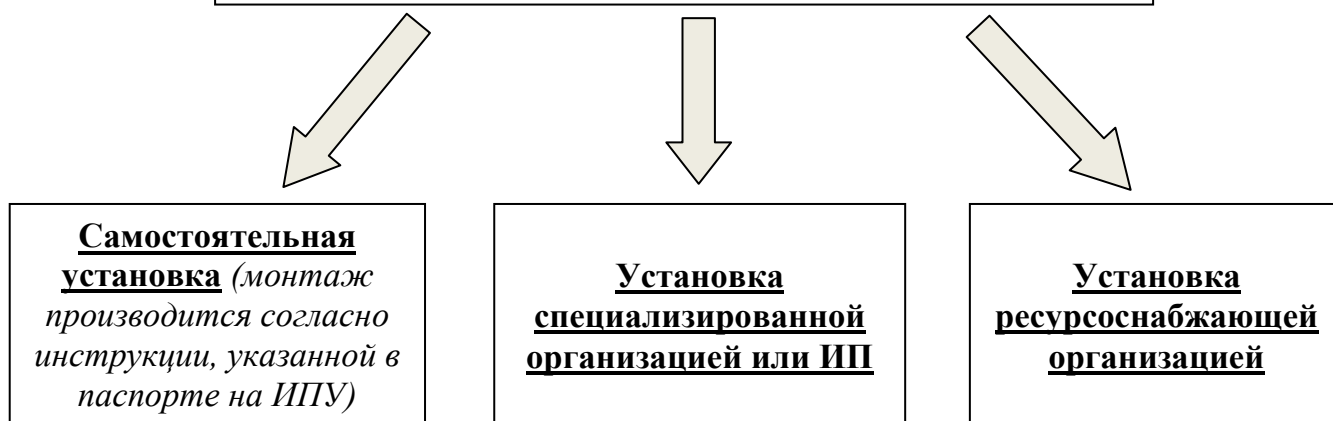 Самостоятельная
установка (монтаж
производится согласно
инструкции, указанной в
паспорте на ИПУ)
Установка
специализированной
организацией или ИП
Установка
ресурсоснабжающей
организацией